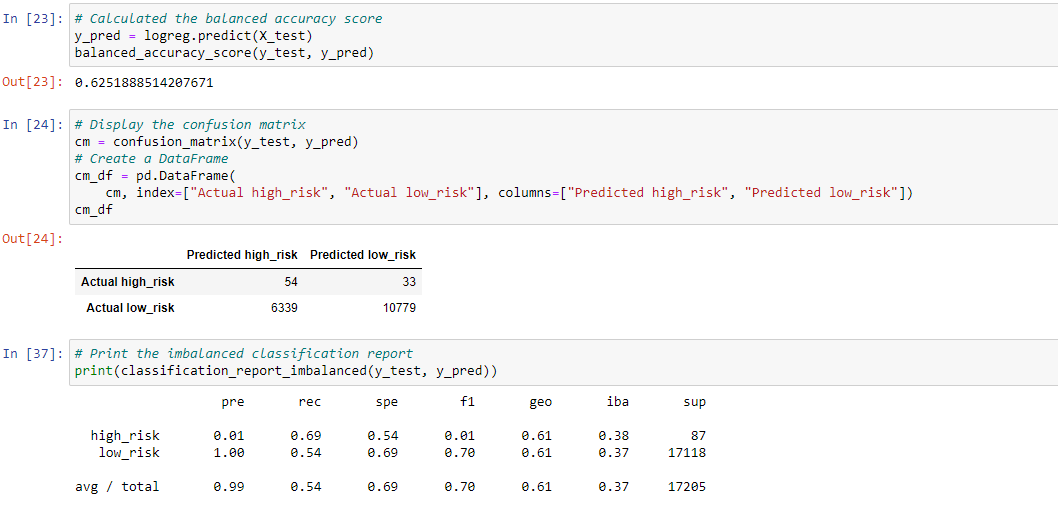 In [23]: # Calculated the balanced accuracy score
y_pred = logreg.predict(X_test)
balanced_accuracy_score(y_test, y_pred)
Out[23]: 0.6251888514207671
In [24]: # Display the confusion matrix
cm = confusion_matrix(y_test, y_pred)
# Create a DataFrame
cm_df = pd.DataFrame(
    cm, index=["Actual high_risk", "Actual low_risk"], columns=["Predicted high_risk", "Predicted low_risk"])
cm_df
Out[24]:
Predicted high_risk Predicted low_risk
Actual high_risk 54 33
Actual low_risk 6339 10779
In [37]: # Print the imbalanced classification report
print(classification_report_imbalanced(y_test, y_pred))
pre rec spe f1 geo iba sup
high_risk 0.01 0.69 0.54 0.01 0.61 0.38 87
low_risk 1.00 0.54 0.69 0.70 0.61 0.37 17118
avg / total 0.99 0.54 0.69 0.70 0.61 0.37 17205